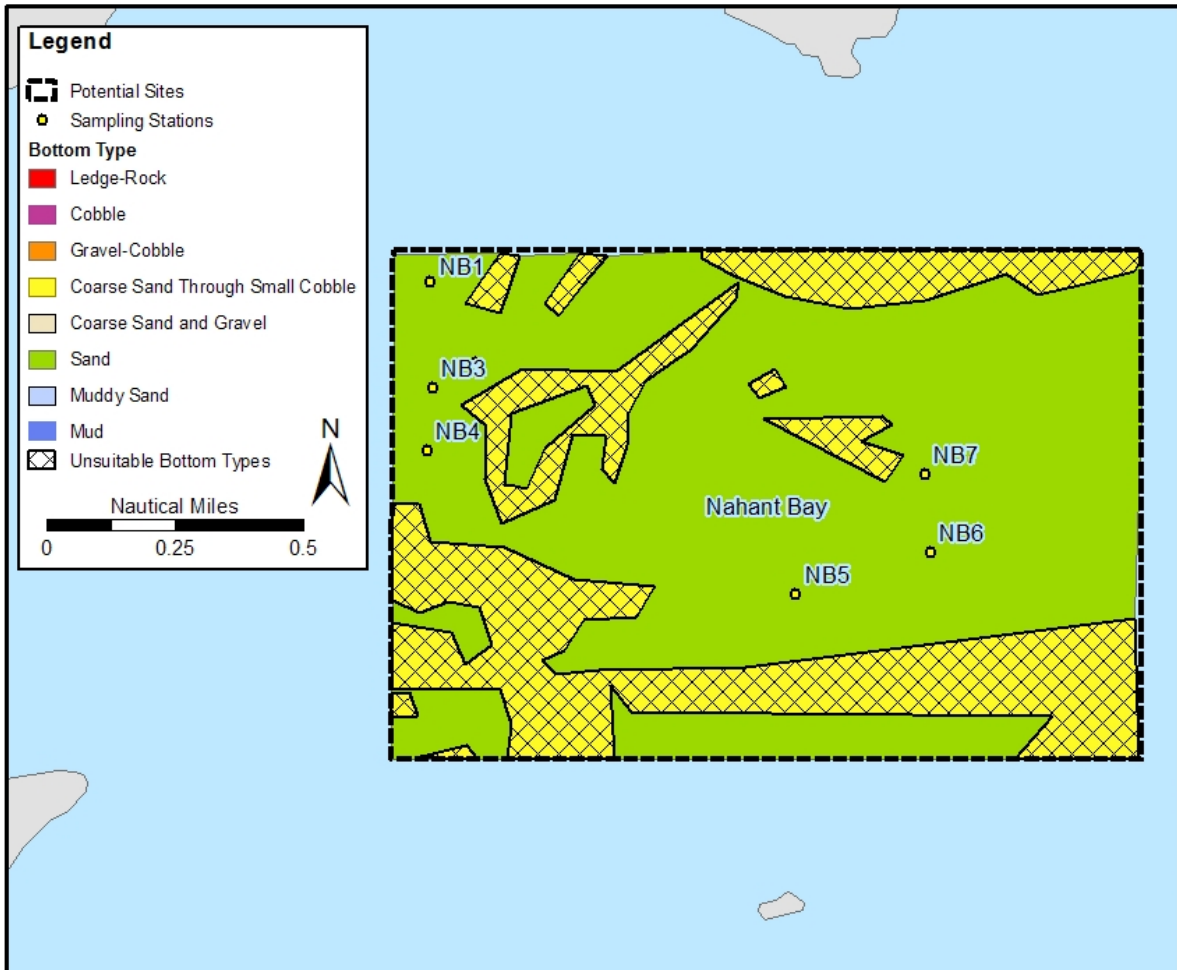 Legend
Potential Sites
Sampling Stations
Bottom Type
Ledge-Rock
Cobble
Gravel-Cobble
Coarse Sand Through Small Cobble
Coarse Sand and Gravel
Sand
Muddy Sand
Mud
Unsuitable Bottom Types
N
Nautical Miles
0 0.25 0.5
NB1
NB3
NB4
NB7
Nahant Bay
NB6
NB5